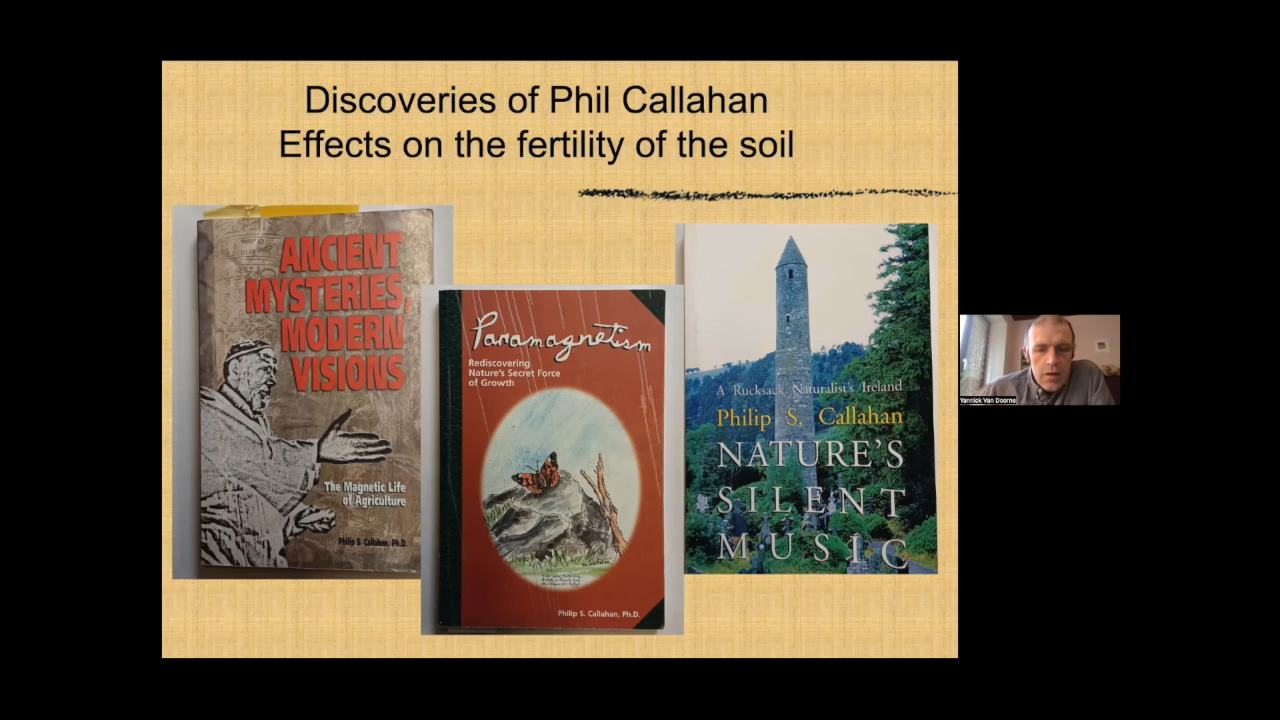 Discoveries of Phil Callahan
Effects on the fertility of the soil
ANCIENT
MYSTERIES,
MODERN
VISIONS
The Magnetic Life
of Agriculture
Philip S. Callahan, Ph.D.
Paramagnetism
Rediscovering
Nature's Secret Force
of Growth
Philip S. Callahan, Ph.D.
A Rucksack Naturalist's Ireland
Philip S. Callahan
NATURE'S
SILENT
MUSIC
Yannick Van Doorne